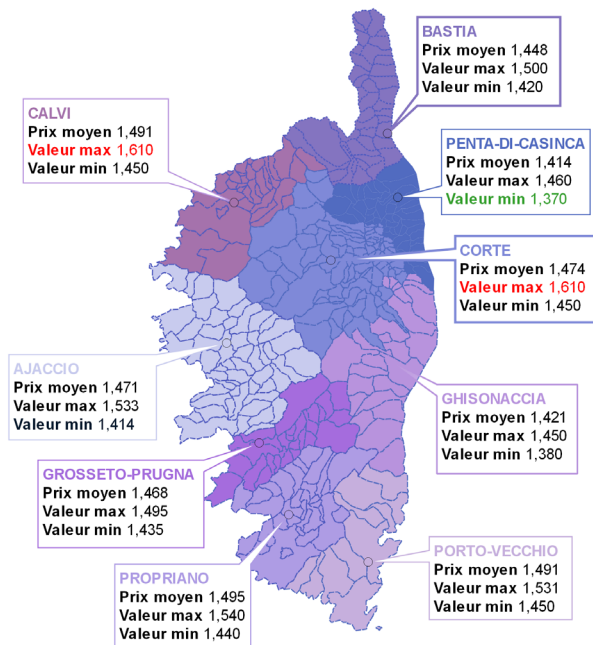 BASTIA
Prix moyen 1,448
Valeur max 1,500
Valeur min 1,420
CALVI
Prix moyen 1,491
Valeur max 1,610
Valeur min 1,450
PENTA-DI-CASINCA
Prix moyen 1,414
Valeur max 1,460
Valeur min 1,370
CORTE
Prix moyen 1,474
Valeur max 1,610
Valeur min 1,450
AJACCIO
Prix moyen 1,471
Valeur max 1,533
Valeur min 1,414
GHISONACCIA
Prix moyen 1,421
Valeur max 1,450
Valeur min 1,380
GROSSETO-PRUGNA
Prix moyen 1,468
Valeur max 1,495
Valeur min 1,435
PROPRIANO
Prix moyen 1,495
Valeur max 1,540
Valeur min 1,440
PORTO-VECCHIO
Prix moyen 1,491
Valeur max 1,531
Valeur min 1,450